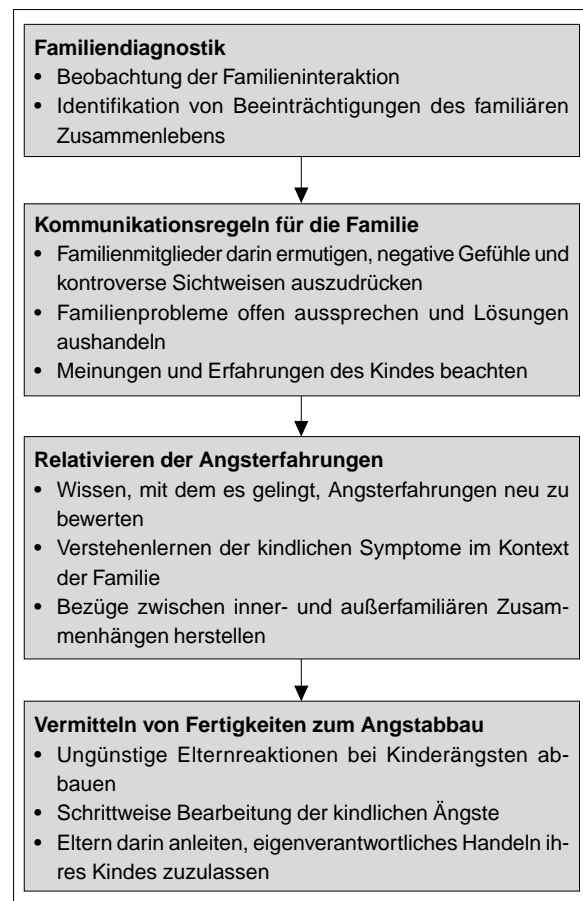 Familiendiagnostik
• Beobachtung der Familieninteraktion
• Identifikation von Beeinträchtigungen des familiären
Zusammenlebens
Kommunikationsregeln für die Familie
• Familienmitglieder darin ermutigen, negative Gefühle und
kontroverse Sichtweisen auszudrücken
• Familienprobleme offen aussprechen und Lösungen
aushandeln
• Meinungen und Erfahrungen des Kindes beachten
Relativieren der Angsterfahrungen
• Wissen, mit dem es gelingt, Angsterfahrungen neu zu
bewerten
• Verstehenlernen der kindlichen Symptome im Kontext
der Familie
• Bezüge zwischen inner- und außerfamiliären Zusam-
menhängen herstellen
Vermitteln von Fertigkeiten zum Angstabbau
• Ungünstige Elternreaktionen bei Kinderängsten ab-
bauen
• Schrittweise Bearbeitung der kindlichen Ängste
• Eltern darin anleiten, eigenverantwortliches Handeln ih-
res Kindes zuzulassen